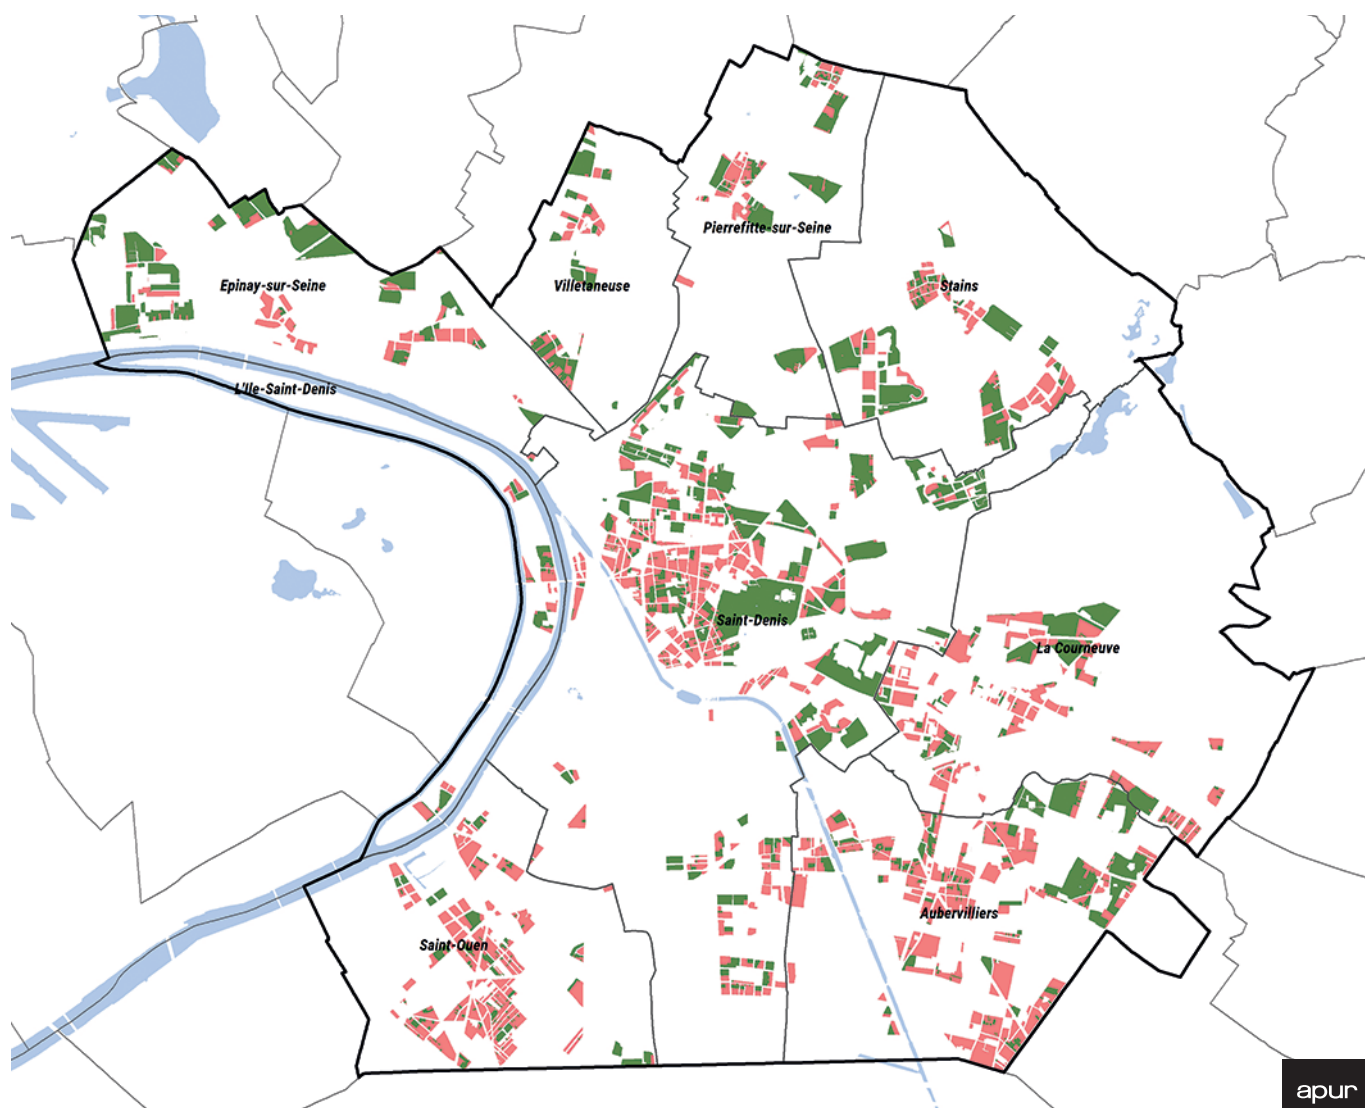 Pierrefitte-sur-Seine
Epinay-sur-Seine
Villetaneuse
Stains
L'Ile-Saint-Denis
Saint-Denis
La Courneuve
Aubervilliers
Saint-Ouen
apur